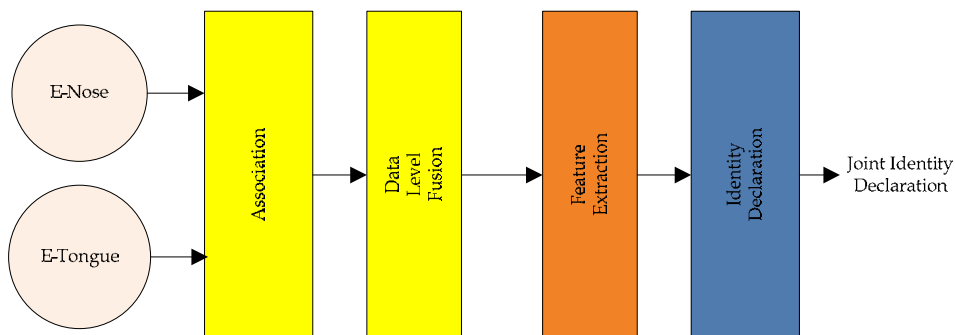 E-Nose
E-Tongue
Association
Data
Level
Fusion
Feature
Extraction
Identity
Declaration
Joint Identity
Declaration